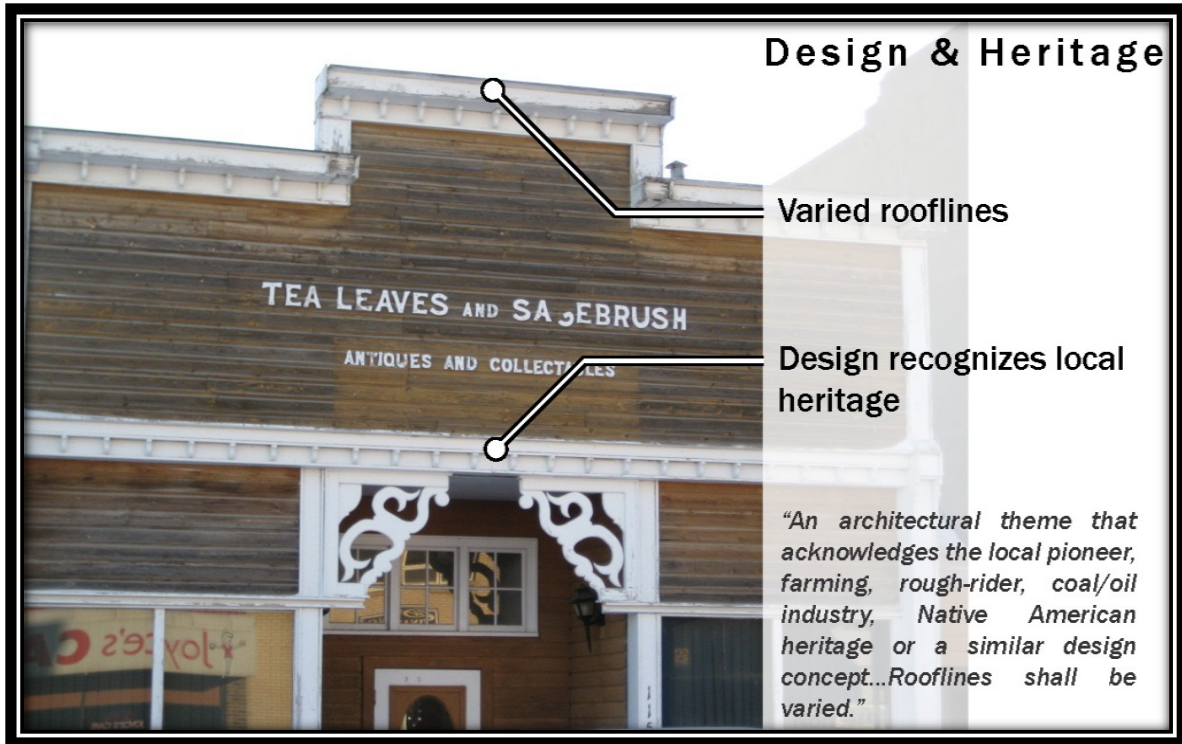 Design & Heritage
Varied rooflines
TEA LEAVES AND SAGEBRUSH
ANTIQUES AND COLLECTABLES
Design recognizes local
heritage
“An architectural theme that
acknowledges the local pioneer,
farming, rough-rider, coal/oil
industry, Native American
heritage or a similar design
concept...Rooflines shall be
varied.”
Joyce's CA